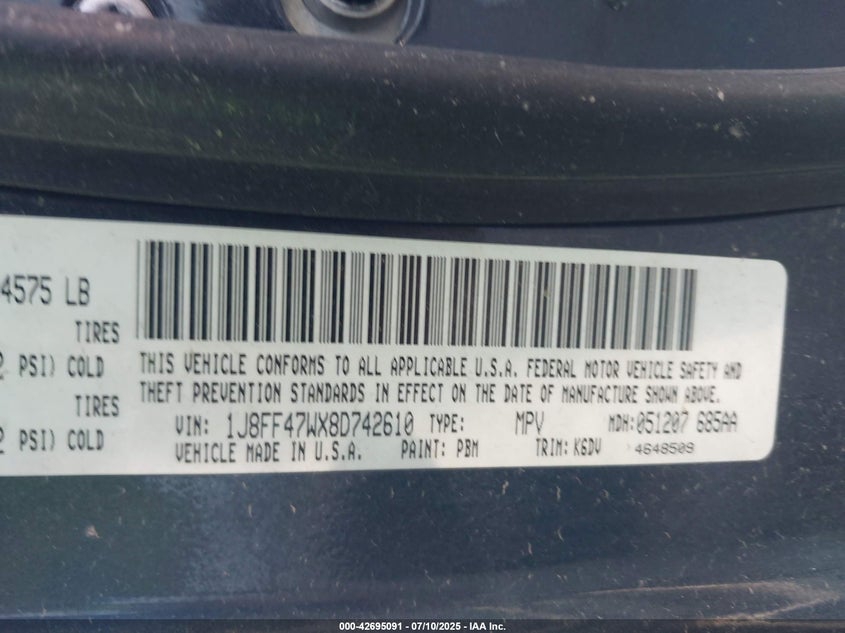 4575 LB
TIRES
PSI) COLD
TIRES
PSI) COLD
THIS VEHICLE CONFORMS TO ALL APPLICABLE U.S.A. FEDERAL MOTOR VEHICLE SAFETY AND
THEFT PREVENTION STANDARDS IN EFFECT ON THE DATE OF MANUFACTURE SHOWN ABOVE.
VIN: 1J8FF47WX8D742610 TYPE: MPV MDH:051207 685AA
VEHICLE MADE IN U.S.A. PAINT: PBM TRIM: K6DV 4648509
000-42695091 - 07/10/2025 - IAA Inc.